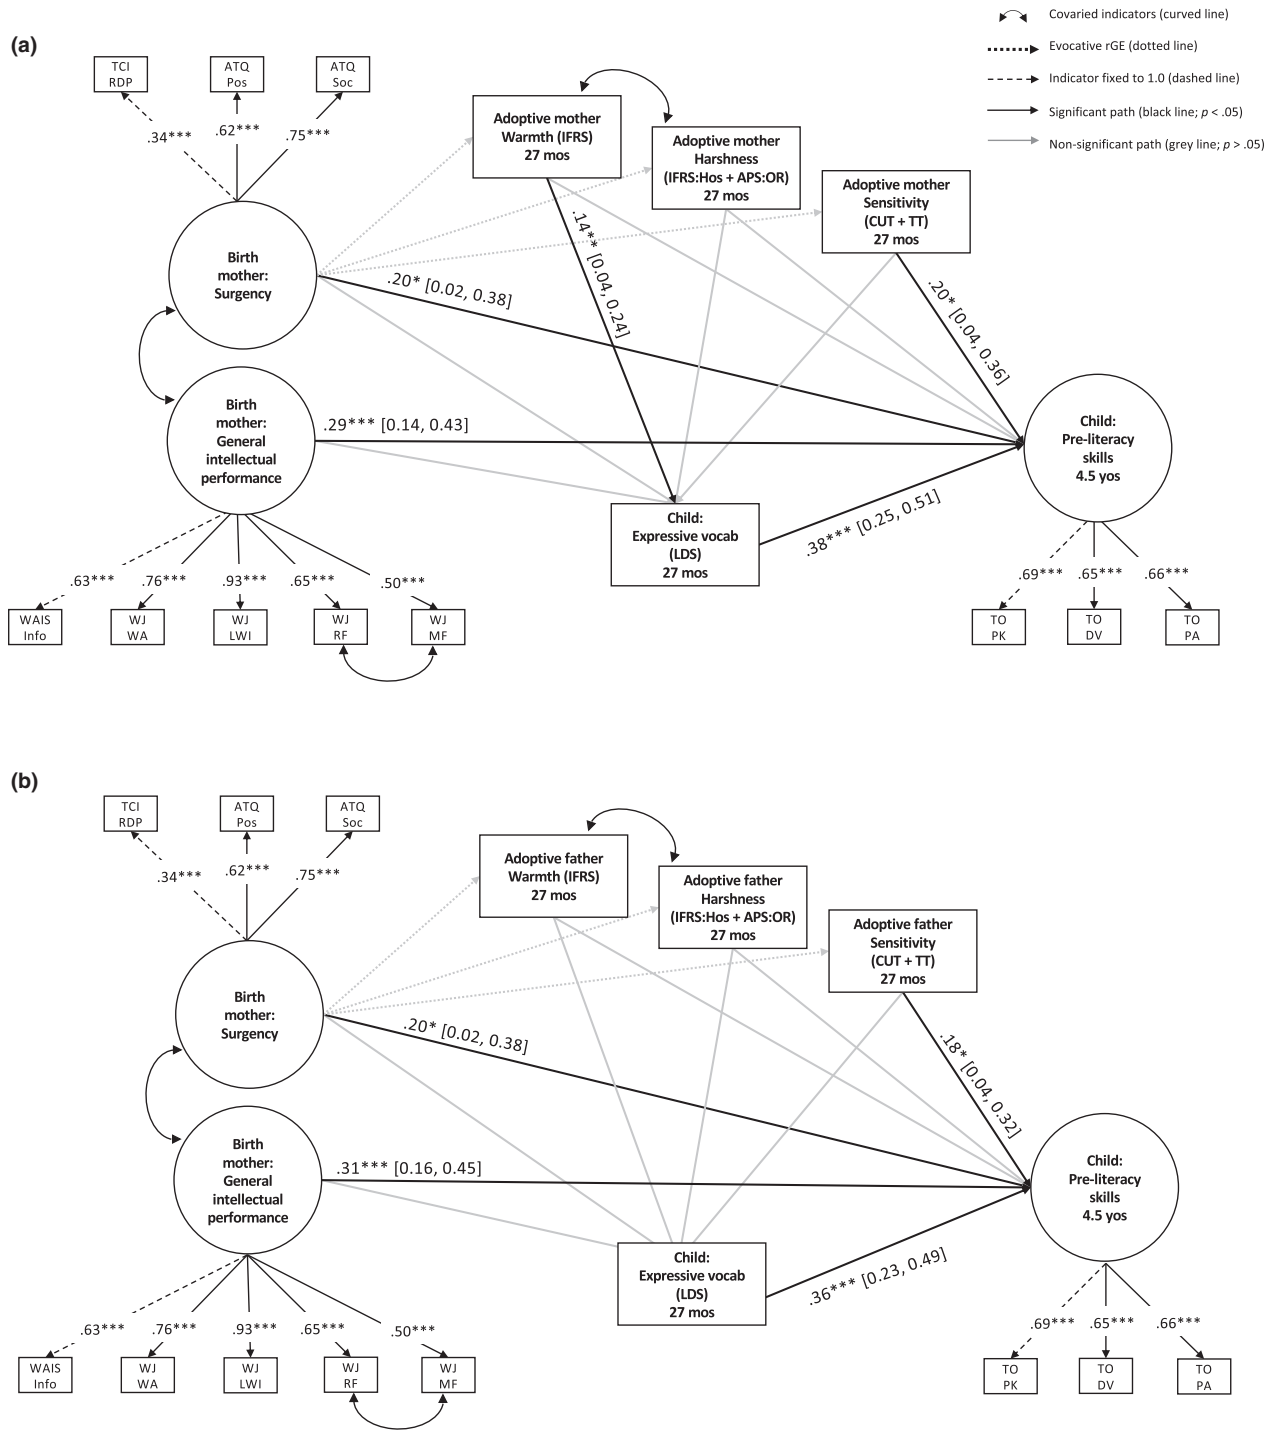 Covaried indicators (curved line)
Evocative rGE (dotted line)
Indicator fixed to 1.0 (dashed line)
Significant path (black line; p < .05)
Non-significant path (grey line; p > .05)
(a)
TCI
RDP
ATQ
Pos
ATQ
Soc
.34***
.62***
.75***
Adoptive mother
Warmth (IFRS)
27 mos
Adoptive mother
Harshness
(IFRS:Hos + APS:OR)
27 mos
Adoptive mother
Sensitivity
(CUT + TT)
27 mos
Birth
mother:
Surgency
.14** [0.04, 0.24]
.20* [0.02, 0.38]
.20* [0.04, 0.36]
Birth
mother:
General
intellectual
performance
.29*** [0.14, 0.43]
Child:
Pre-literacy
skills
4.5 yos
Child:
Expressive vocab
(LDS)
27 mos
.38*** [0.25, 0.51]
.63***
.76***
.93***
.65***
.50***
WAIS
Info
WJ
WA
WJ
LWI
WJ
RF
WJ
MF
.69***
.65***
.66***
TO
PK
TO
DV
TO
PA
(b)
TCI
RDP
ATQ
Pos
ATQ
Soc
.34***
.62***
.75***
Adoptive father
Warmth (IFRS)
27 mos
Adoptive father
Harshness
(IFRS:Hos + APS:OR)
27 mos
Adoptive father
Sensitivity
(CUT + TT)
27 mos
Birth
mother:
Surgency
.20* [0.02, 0.38]
.18* [0.04, 0.32]
Birth
mother:
General
intellectual
performance
.31*** [0.16, 0.45]
Child:
Pre-literacy
skills
4.5 yos
Child:
Expressive vocab
(LDS)
27 mos
.36*** [0.23, 0.49]
.63***
.76***
.93***
.65***
.50***
WAIS
Info
WJ
WA
WJ
LWI
WJ
RF
WJ
MF
.69***
.65***
.66***
TO
PK
TO
DV
TO
PA